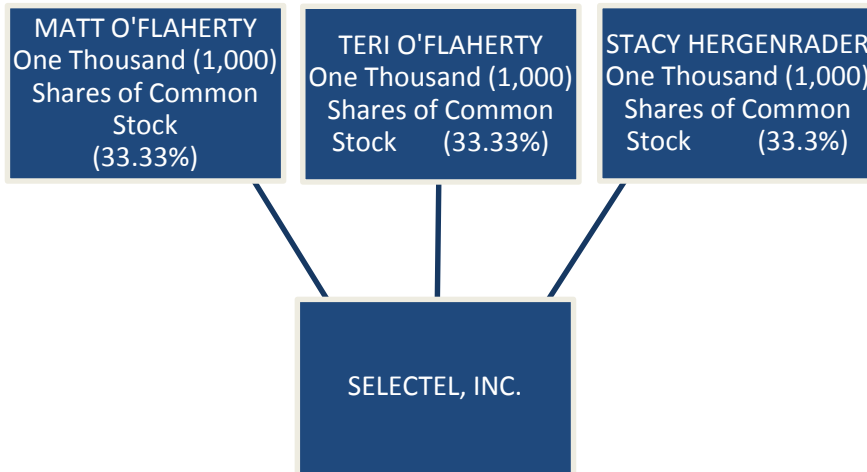 MATT O'FLAHERTY
One Thousand (1,000)
Shares of Common
Stock
(33.33%)
TERI O'FLAHERTY
One Thousand (1,000)
Shares of Common
Stock (33.33%)
STACY HERGENRADER
One Thousand (1,000)
Shares of Common
Stock (33.3%)
SELECTEL, INC.